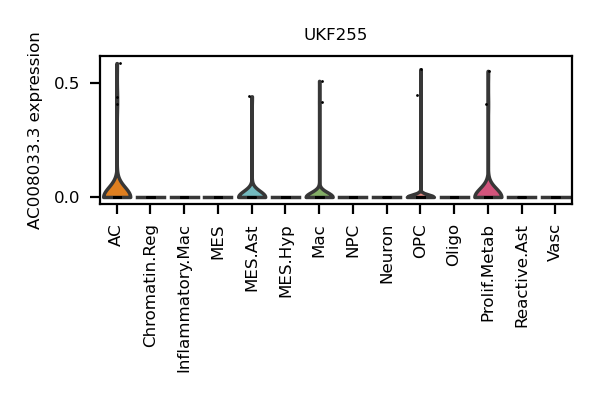 UKF255
AC008033.3 expression
0.5
0.0
AC
Chromatin.Reg
Inflammatory.Mac
MES
MES.Ast
MES.Hyp
Mac
NPC
Neuron
OPC
Oligo
Prolif.Metab
Reactive.Ast
Vasc